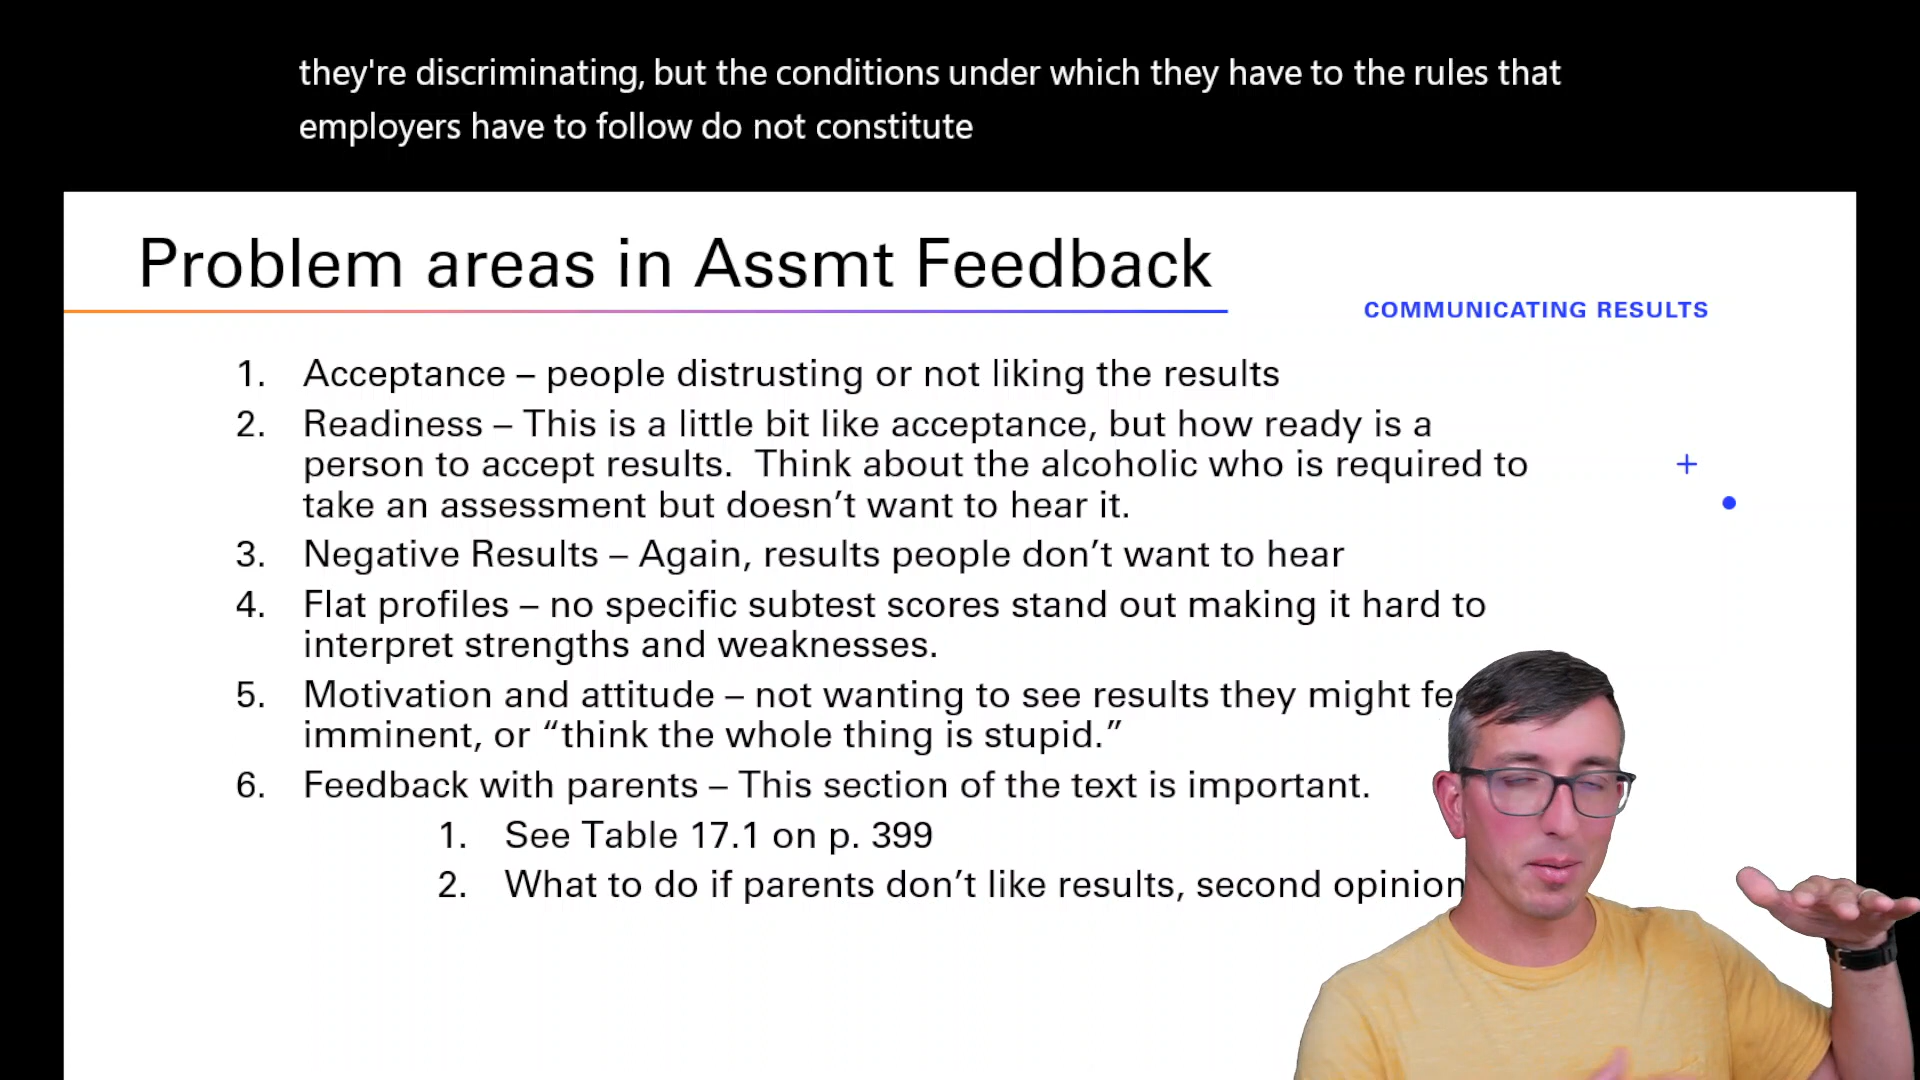 they're discriminating, but the conditions under which they have to the rules that
employers have to follow do not constitute
Problem areas in Assmt Feedback
COMMUNICATING RESULTS
1. Acceptance – people distrusting or not liking the results
2. Readiness – This is a little bit like acceptance, but how ready is a
person to accept results.  Think about the alcoholic who is required to
take an assessment but doesn’t want to hear it.
3. Negative Results – Again, results people don’t want to hear
4. Flat profiles – no specific subtest scores stand out making it hard to
interpret strengths and weaknesses.
5. Motivation and attitude – not wanting to see results they might
imminent, or “think the whole thing is stupid.”
6. Feedback with parents – This section of the text is important.
1. See Table 17.1 on p. 399
2. What to do if parents don’t like results, second opinion